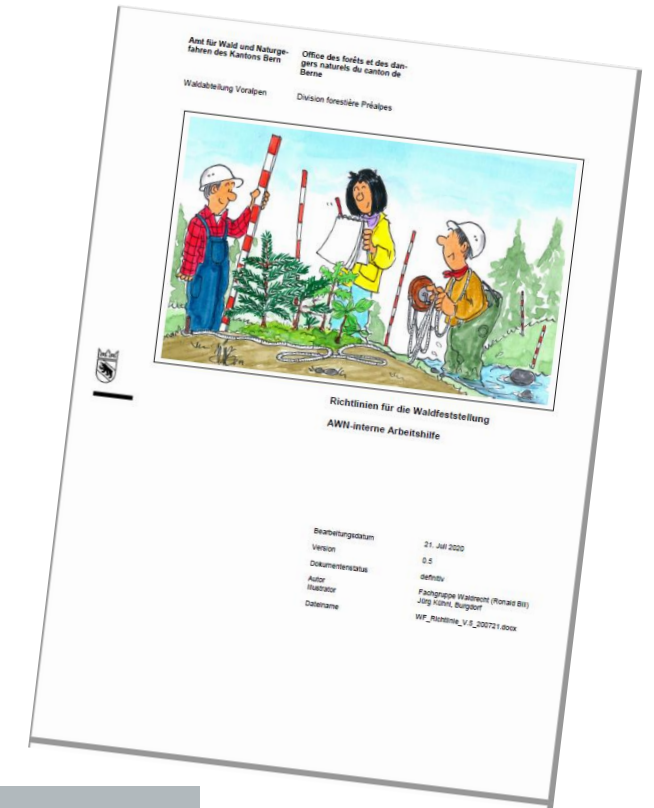 Amt für Wald und Naturge-
fahren des Kantons Bern
Office des forêts et des dan-
gers naturels du canton de
Berne
Waldabteilung Voralpen
Division forestière Préalpes
Richtlinien für die Waldfeststellung
AWN-interne Arbeitshilfe
Bearbeitungsdatum
21. Juli 2020
Version
0.5
Dokumentenstatus
definitiv
Autor
Fachgruppe Waldrecht (Ronald Bill)
Illustrator
Jürg Kühni, Burgdorf
Dateiname
WF_Richtlinie_V.5_200721.docx